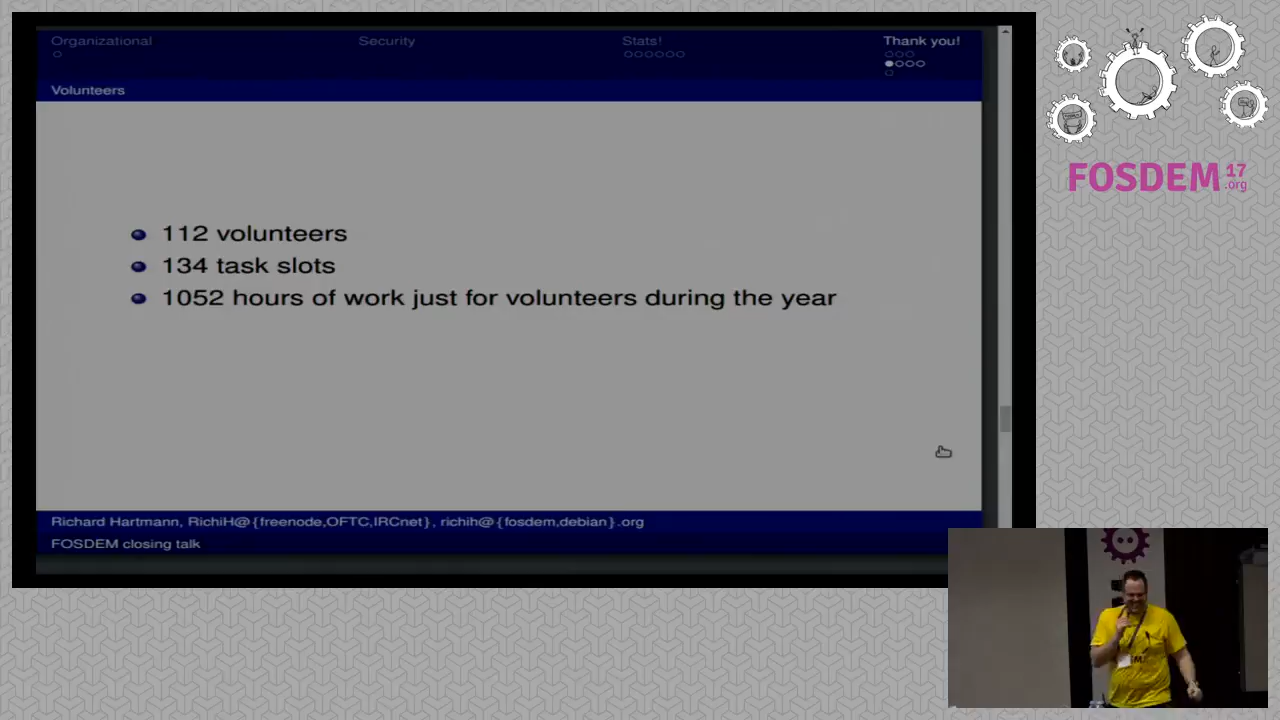 Organizational
Security
Stats!
Thank you!
Volunteers
112 volunteers
134 task slots
1052 hours of work just for volunteers during the year
Richard Hartmann, RichiH@{freenode,OFTC,IRCnet}, richih@{fosdem,debian}.org
FOSDEM closing talk
FOSDEM 17
.org